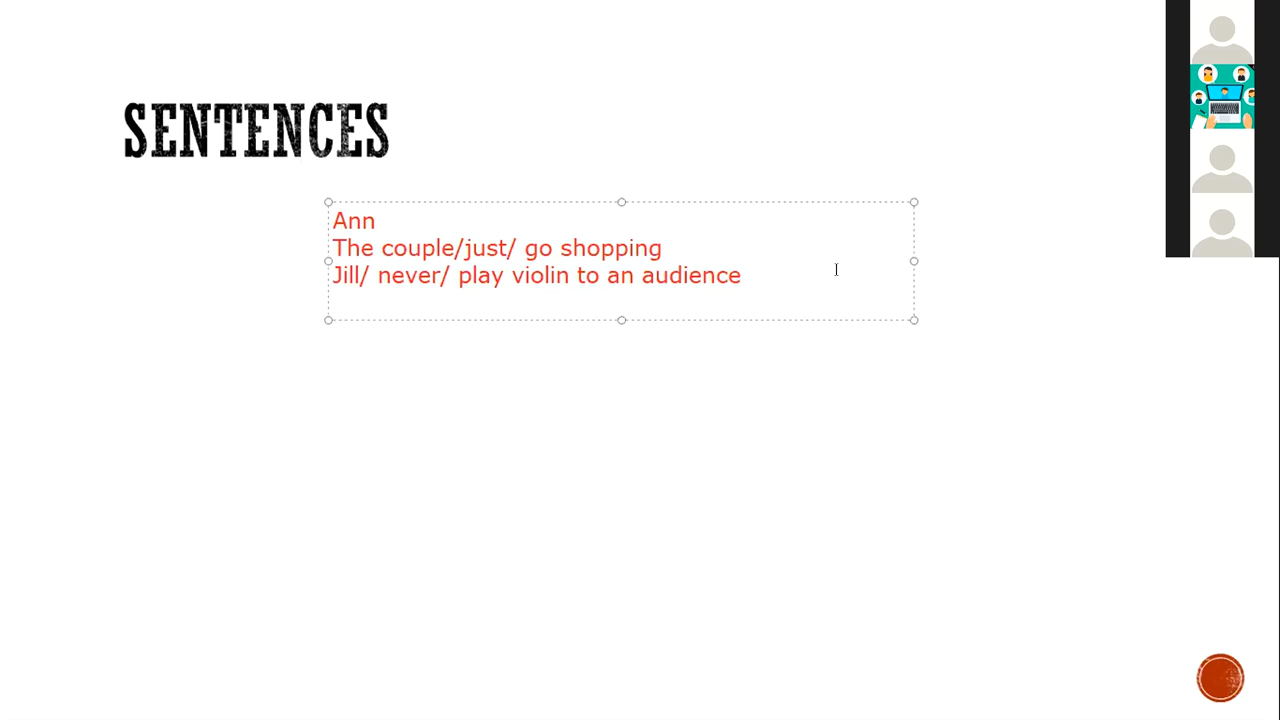 SENTENCES
Ann
The couple/just/ go shopping
Jill/ never/ play violin to an audience